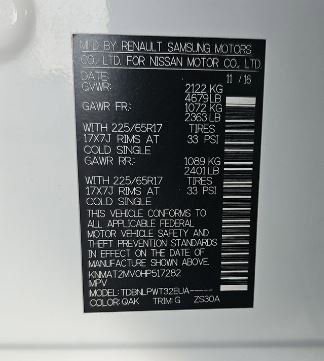 MFD BY RENAULT SAMSUNG MOTORS
CO., LTD. FOR NISSAN MOTOR CO., LTD.
DATE: 11 / 16
GVWR: 2122 KG
4679 LB
GAWR FR: 1072 KG
2363 LB
WITH 225/65R17 TIRES
17X7J RIMS AT 33 PSI
COLD SINGLE
GAWR RR: 1089 KG
2401 LB
WITH 225/65R17 TIRES
17X7J RIMS AT 33 PSI
COLD SINGLE
THIS VEHICLE CONFORMS TO
ALL APPLICABLE FEDERAL
MOTOR VEHICLE SAFETY AND
THEFT PREVENTION STANDARDS
IN EFFECT ON THE DATE OF
MANUFACTURE SHOWN ABOVE.
KNMAT2MV0HP517282
MPV
MODEL: TDBNLPWT32EUA-----
COLOR: QAK TRIM G ZS30A